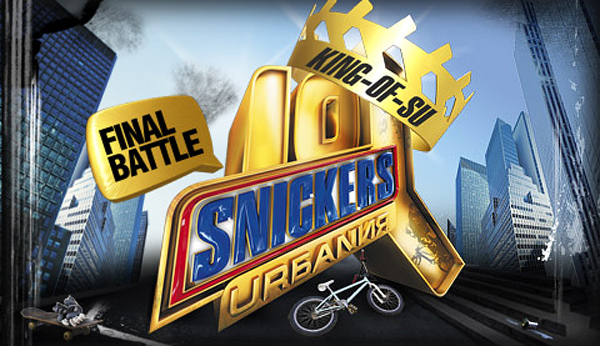 KING-OF-SU
10
FINAL
BATTLE
SNICKERS
URBANИЯ